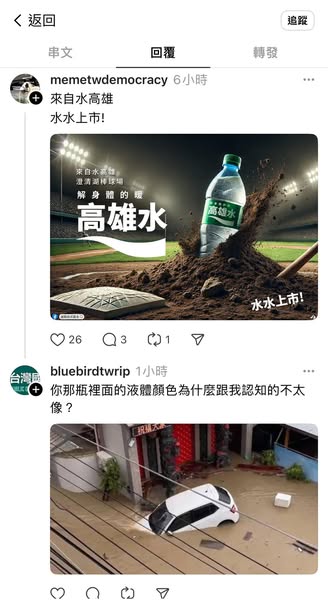 返回
追蹤
串文
回覆
轉發
memetwdemocracy 6小時
來自水高雄
水水上市!
來自水高雄
澄清湖棒球場
解身體的暖
高雄水
高雄水
水水上市!
26
3
1
bluebirdtwrip 1小時
台灣
你那瓶裡面的液體顏色為什麼跟我認知的不太
像?